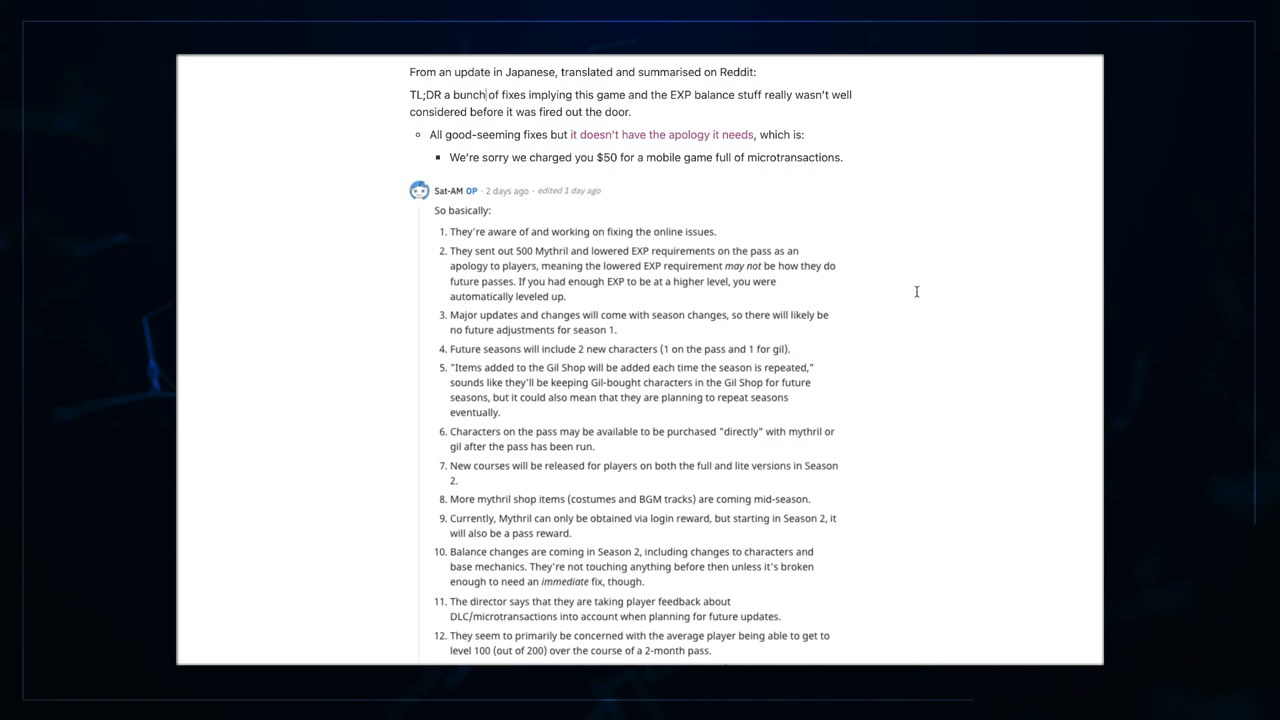 From an update in Japanese, translated and summarised on Reddit:
TL;DR a bunch of fixes implying this game and the EXP balance stuff really wasn't well
considered before it was fired out the door.
All good-seeming fixes but it doesn't have the apology it needs, which is:
We're sorry we charged you $50 for a mobile game full of microtransactions.
Sat-AM OP · 2 days ago · edited 1 day ago
So basically:
1. They're aware of and working on fixing the online issues.
2. They sent out 500 Mythril and lowered EXP requirements on the pass as an
apology to players, meaning the lowered EXP requirement may not be how they do
future passes. If you had enough EXP to be at a higher level, you were
automatically leveled up.
3. Major updates and changes will come with season changes, so there will likely be
no future adjustments for season 1.
4. Future seasons will include 2 new characters (1 on the pass and 1 for gil).
5. "Items added to the Gil Shop will be added each time the season is repeated,"
sounds like they'll be keeping Gil-bought characters in the Gil Shop for future
seasons, but it could also mean that they are planning to repeat seasons
eventually.
6. Characters on the pass may be available to be purchased "directly" with mythril or
gil after the pass has been run.
7. New courses will be released for players on both the full and lite versions in Season
2.
8. More mythril shop items (costumes and BGM tracks) are coming mid-season.
9. Currently, Mythril can only be obtained via login reward, but starting in Season 2, it
will also be a pass reward.
10. Balance changes are coming in Season 2, including changes to characters and
base mechanics. They're not touching anything before then unless it's broken
enough to need an immediate fix, though.
11. The director says that they are taking player feedback about
DLC/microtransactions into account when planning for future updates.
12. They seem to primarily be concerned with the average player being able to get to
level 100 (out of 200) over the course of a 2-month pass.